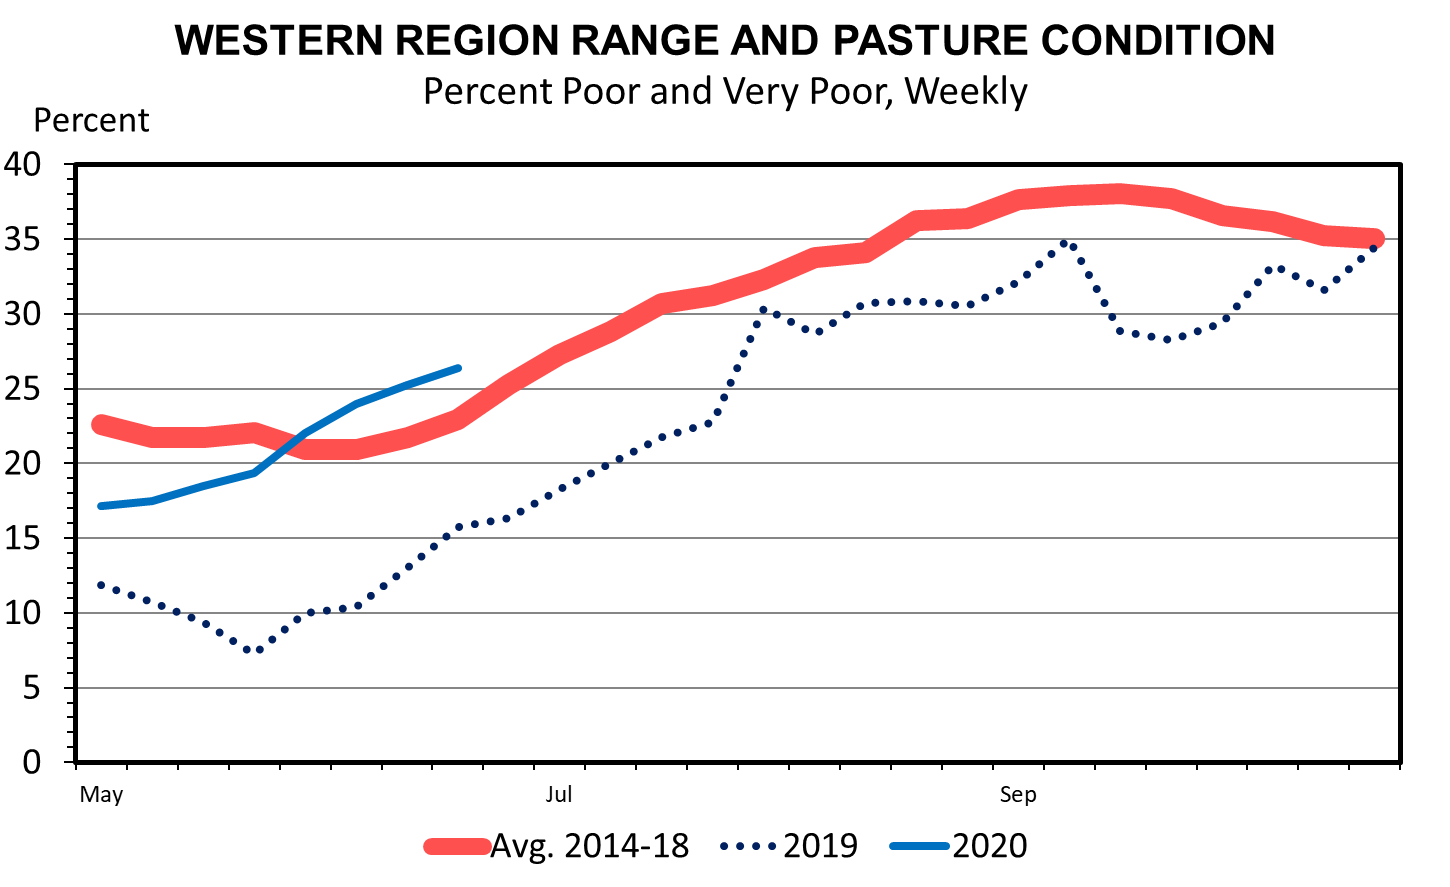 WESTERN REGION RANGE AND PASTURE CONDITION
Percent Poor and Very Poor, Weekly
Percent
40
35
30
25
20
15
10
5
0
May Jul Sep
Avg. 2014-18 2019 2020